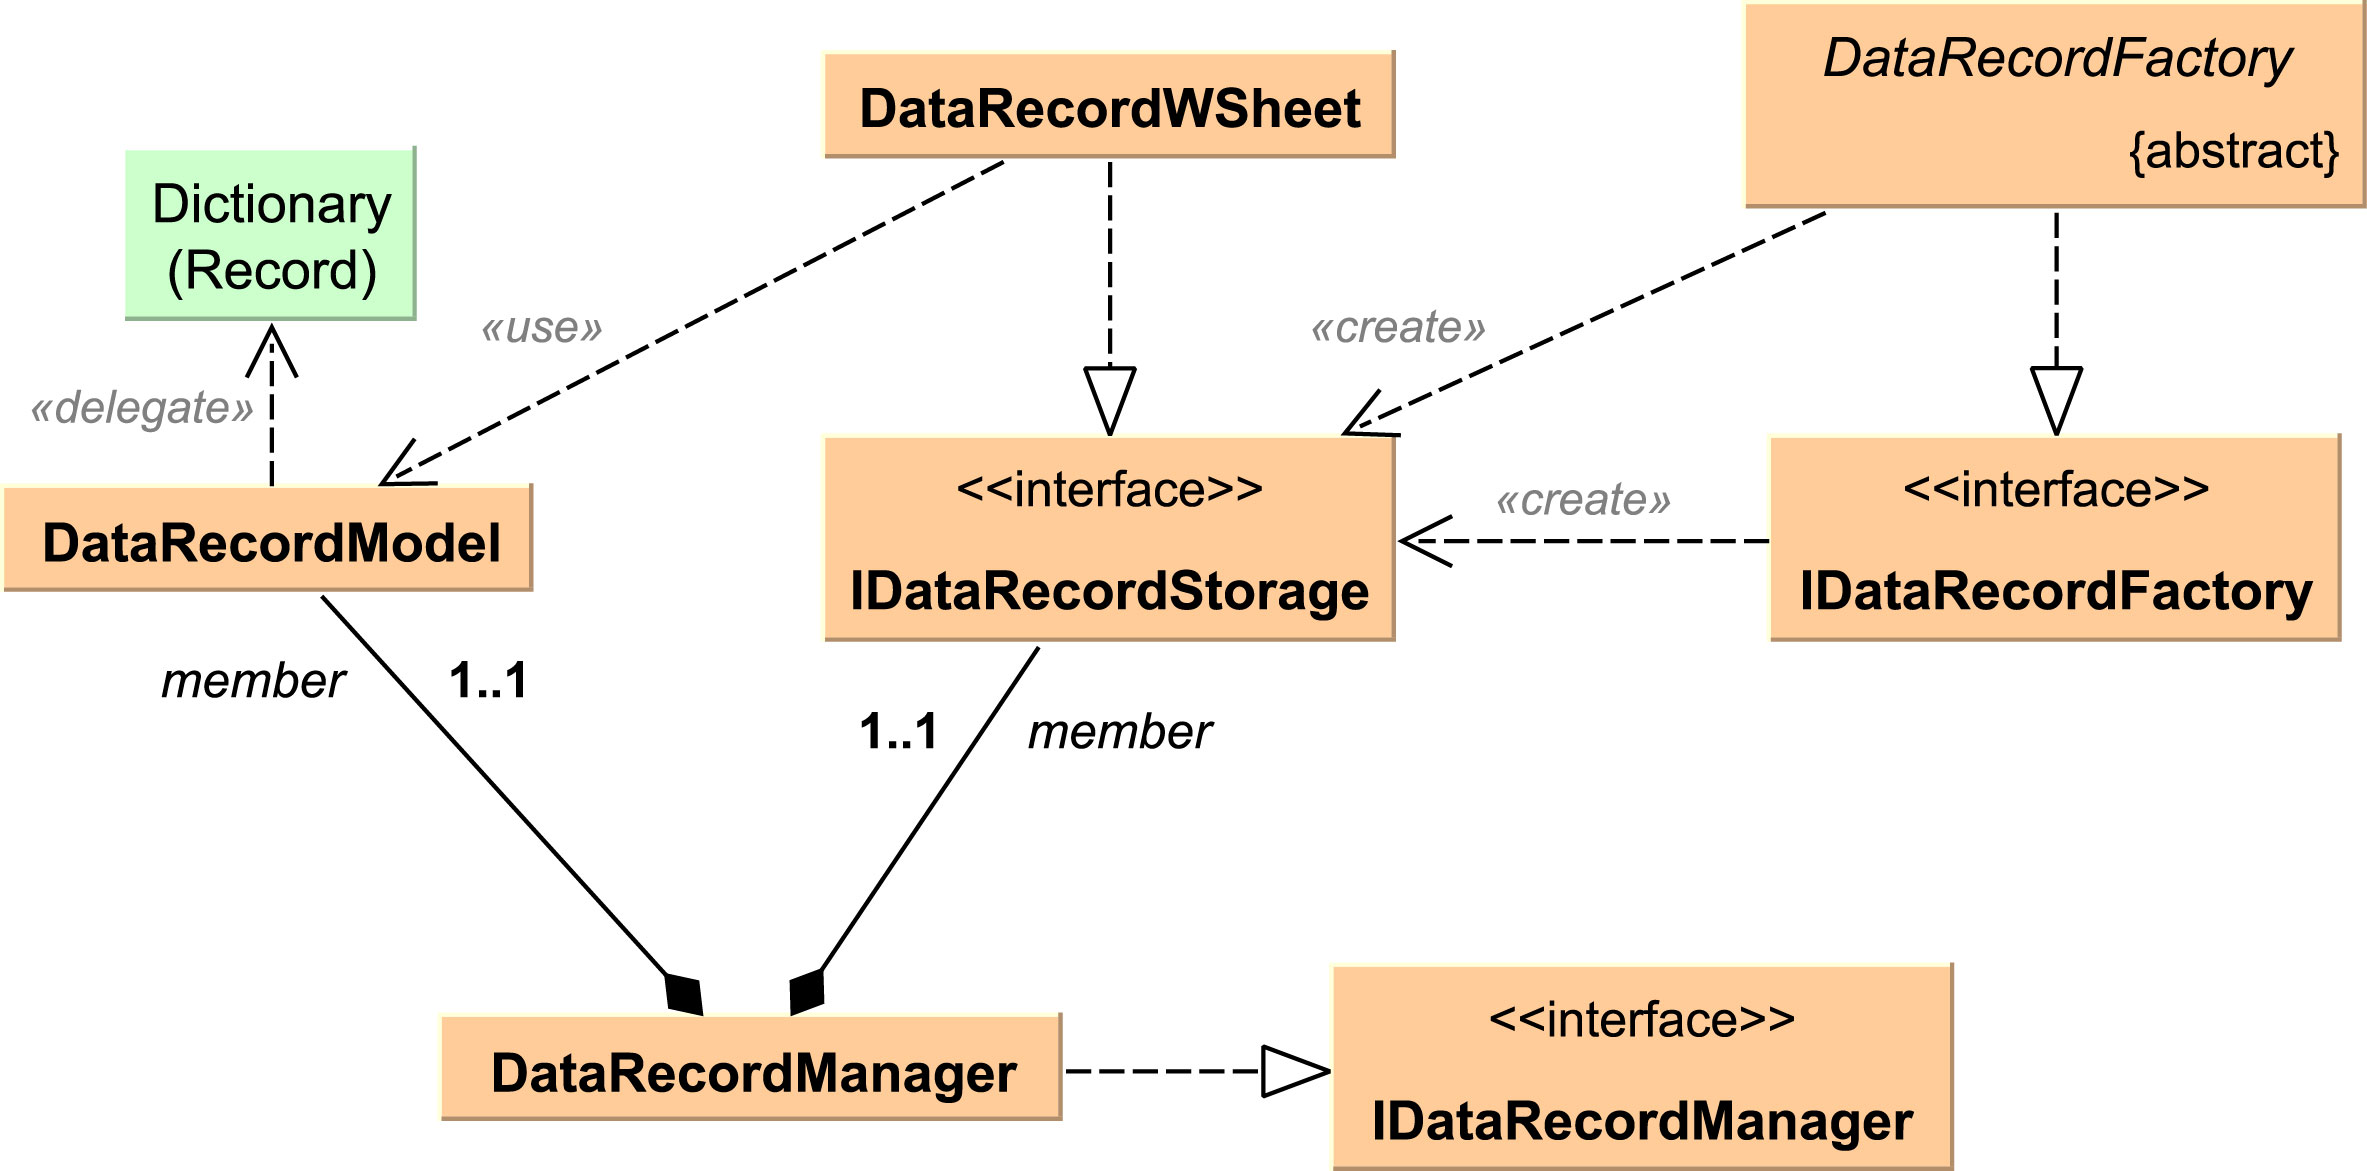 DataRecordFactory
{abstract}
DataRecordWSheet
Dictionary
(Record)
«use»
«create»
«delegate»
<<interface>>
IDataRecordStorage
«create»
<<interface>>
IDataRecordFactory
DataRecordModel
member
1..1
1..1
member
DataRecordManager
<<interface>>
IDataRecordManager